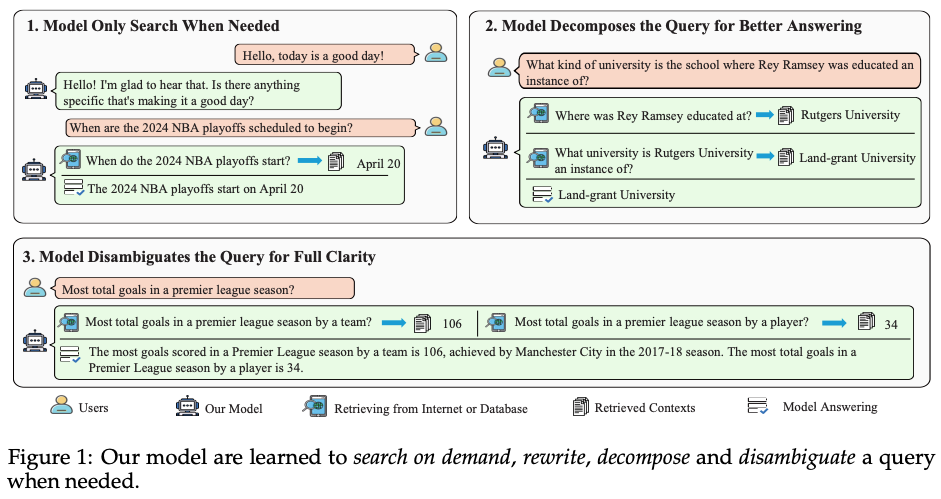 1. Model Only Search When Needed
Hello, today is a good day!
Hello! I'm glad to hear that. Is there anything
specific that's making it a good day?
When are the 2024 NBA playoffs scheduled to begin?
When do the 2024 NBA playoffs start?
April 20
The 2024 NBA playoffs start on April 20
2. Model Decomposes the Query for Better Answering
What kind of university is the school where Rey Ramsey was educated an
instance of?
Where was Rey Ramsey educated at?
Rutgers University
What university is Rutgers University
an instance of?
Land-grant University
Land-grant University
3. Model Disambiguates the Query for Full Clarity
Most total goals in a premier league season?
Most total goals in a premier league season by a team?
106
Most total goals in a premier league season by a player?
34
The most goals scored in a Premier League season by a team is 106, achieved by Manchester City in the 2017-18 season. The most total goals in a
Premier League season by a player is 34.
Users
Our Model
Retrieving from Internet or Database
Retrieved Contexts
Model Answering
Figure 1: Our model are learned to search on demand, rewrite, decompose and disambiguate a query
when needed.